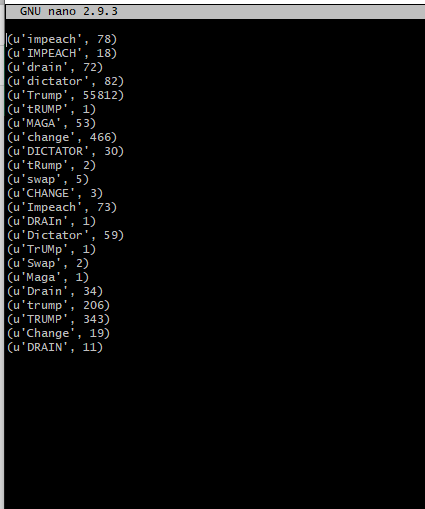 GNU nano 2.9.3
(u'impeach', 78)
(u'IMPEACH', 18)
(u'drain', 72)
(u'dictator', 82)
(u'Trump', 55812)
(u'tRUMP', 1)
(u'MAGA', 53)
(u'change', 466)
(u'DICTATOR', 30)
(u'tRump', 2)
(u'swap', 5)
(u'CHANGE', 3)
(u'Impeach', 73)
(u'DRAIn', 1)
(u'Dictator', 59)
(u'TrUMp', 1)
(u'Swap', 2)
(u'Maga', 1)
(u'Drain', 34)
(u'trump', 206)
(u'TRUMP', 343)
(u'Change', 19)
(u'DRAIN', 11)